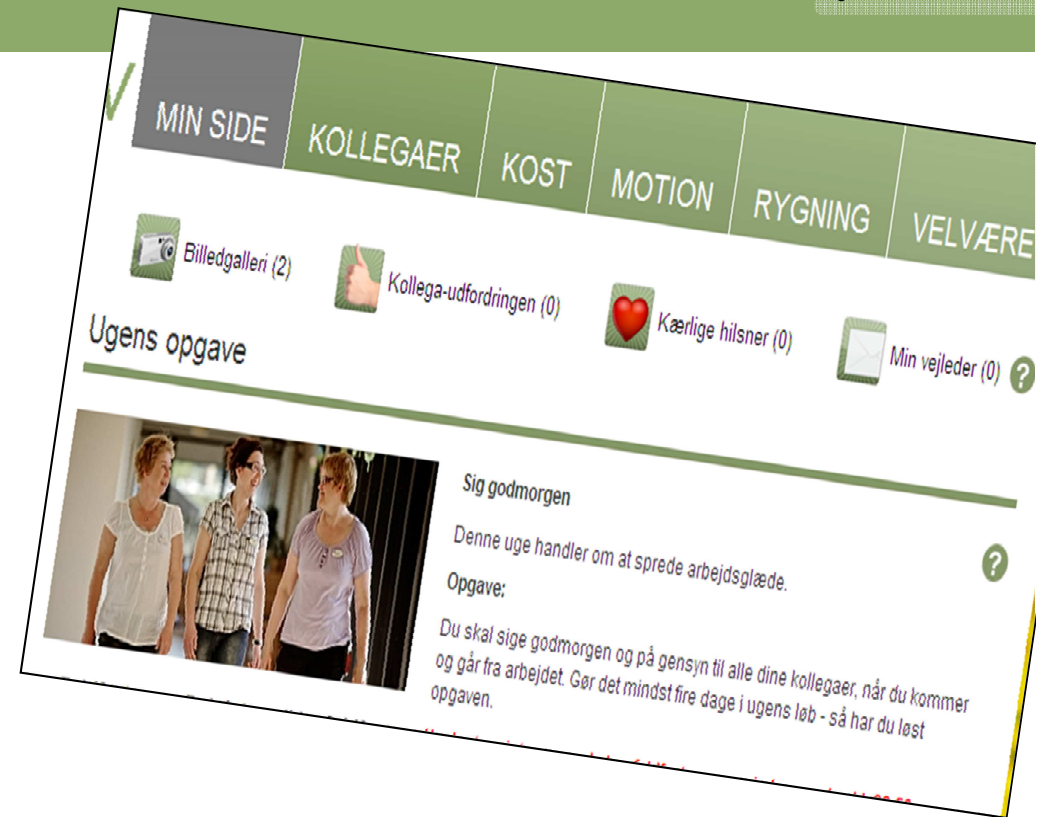 MIN SIDE
KOLLEGAER
KOST
MOTION
RYGNING
VELVÆRE
Billedgalleri (2)
Kollega-udfordringen (0)
Kærlige hilsner (0)
Min vejleder (0) ?
Ugens opgave
Sig godmorgen
?
Denne uge handler om at sprede arbejdsglæde.
Opgave:
Du skal sige godmorgen og på gensyn til alle dine kollegaer, når du kommer
og går fra arbejdet. Gør det mindst fire dage i ugens løb - så har du løst
opgaven.